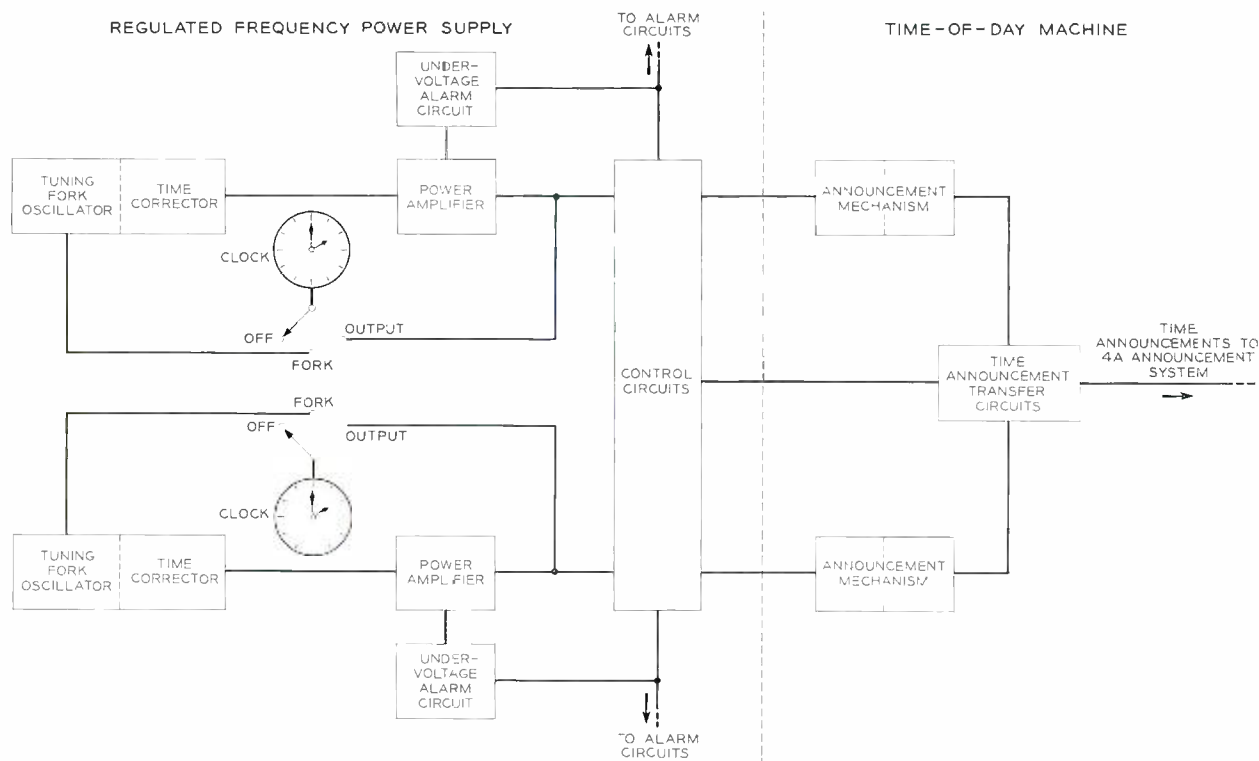 REGULATED FREQUENCY POWER SUPPLY
TO ALARM
CIRCUITS
TIME-OF-DAY MACHINE
UNDER-
VOLTAGE
ALARM
CIRCUIT
TUNING
FORK
OSCILLATOR
TIME
CORRECTOR
POWER
AMPLIFIER
ANNOUNCEMENT
MECHANISM
CLOCK
OFF
OUTPUT
FORK
CONTROL
CIRCUITS
TIME
ANNOUNCEMENT
TRANSFER
CIRCUITS
TIME
ANNOUNCEMENTS TO
4A ANNOUNCEMENT
SYSTEM
FORK
OFF
OUTPUT
CLOCK
TUNING
FORK
OSCILLATOR
TIME
CORRECTOR
POWER
AMPLIFIER
ANNOUNCEMENT
MECHANISM
UNDER-
VOLTAGE
ALARM
CIRCUIT
TO ALARM
CIRCUITS